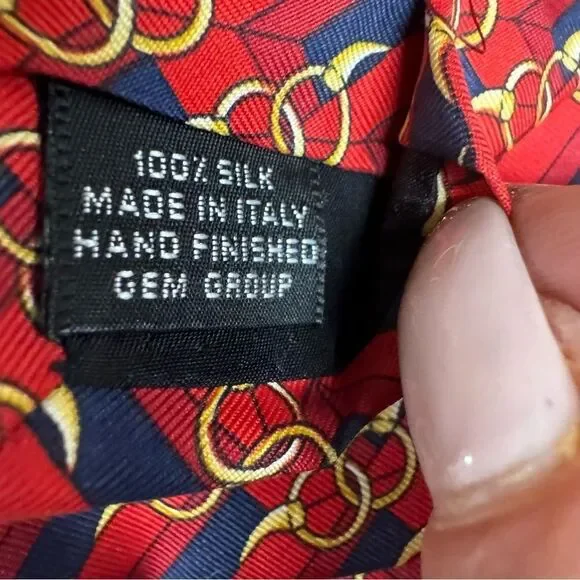 100% SILK
MADE IN ITALY
HAND FINISHED
GEM GROUP